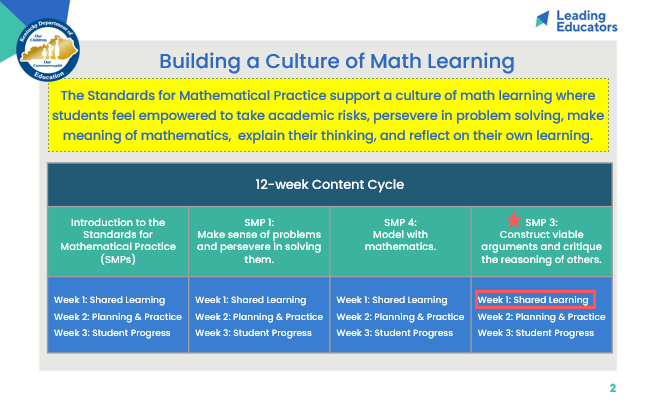 Kentucky Department of
Our Children,
Our Commonwealth
Education
Leading
Educators
Building a Culture of Math Learning
The Standards for Mathematical Practice support a culture of math learning where
students feel empowered to take academic risks, persevere in problem solving, make
meaning of mathematics, explain their thinking, and reflect on their own learning.
12-week Content Cycle
Introduction to the
Standards for
Mathematical Practice
(SMPs)
SMP 1:
Make sense of problems
and persevere in solving
them.
SMP 4:
Model with
mathematics.
SMP 3:
Construct viable
arguments and critique
the reasoning of others.
Week 1: Shared Learning
Week 2: Planning & Practice
Week 3: Student Progress
Week 1: Shared Learning
Week 2: Planning & Practice
Week 3: Student Progress
Week 1: Shared Learning
Week 2: Planning & Practice
Week 3: Student Progress
Week 1: Shared Learning
Week 2: Planning & Practice
Week 3: Student Progress
2